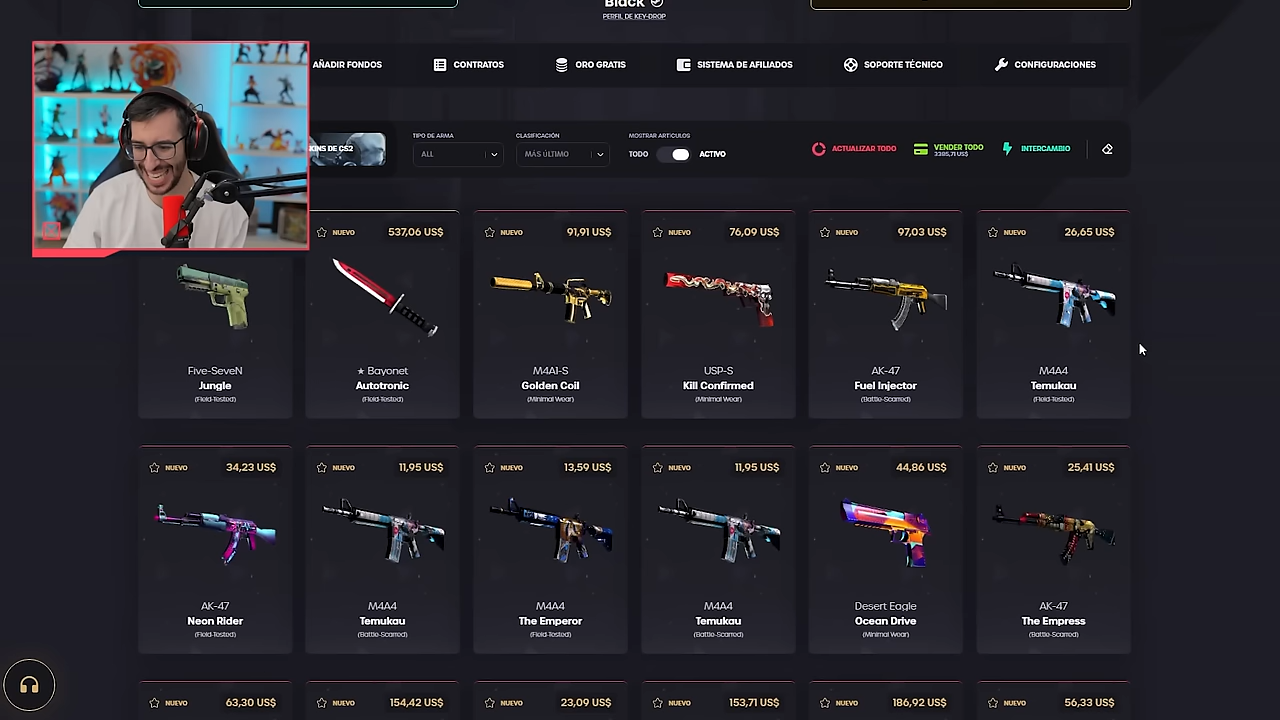 Black
PERFIL DE KEY-DROP
AÑADIR FONDOS
CONTRATOS
ORO GRATIS
SISTEMA DE AFILIADOS
SOPORTE TÉCNICO
CONFIGURACIONES
KINS DE CS2
TIPO DE ARMA
ALL
CLASIFICACIÓN
MÁS ÚLTIMO
MOSTRAR ARTÍCULOS
TODO
ACTIVO
ACTUALIZAR TODO
VENDER TODO
3285,71 US$
INTERCAMBIO
NUEVO 537,06 US$
NUEVO 91,91 US$
NUEVO 76,09 US$
NUEVO 97,03 US$
NUEVO 26,65 US$
Five-SeveN
Jungle
(Field-Tested)
★ Bayonet
Autotronic
(Field-Tested)
M4A1-S
Golden Coil
(Minimal Wear)
USP-S
Kill Confirmed
(Minimal Wear)
AK-47
Fuel Injector
(Battle-Scarred)
M4A4
Temukau
(Field-Tested)
NUEVO 34,23 US$
NUEVO 11,95 US$
NUEVO 13,59 US$
NUEVO 11,95 US$
NUEVO 44,86 US$
NUEVO 25,41 US$
AK-47
Neon Rider
(Field-Tested)
M4A4
Temukau
(Battle-Scarred)
M4A4
The Emperor
(Field-Tested)
M4A4
Temukau
(Battle-Scarred)
Desert Eagle
Ocean Drive
(Minimal Wear)
AK-47
The Empress
(Battle-Scarred)
NUEVO 63,30 US$
NUEVO 154,42 US$
NUEVO 23,09 US$
NUEVO 153,71 US$
NUEVO 186,92 US$
NUEVO 56,33 US$